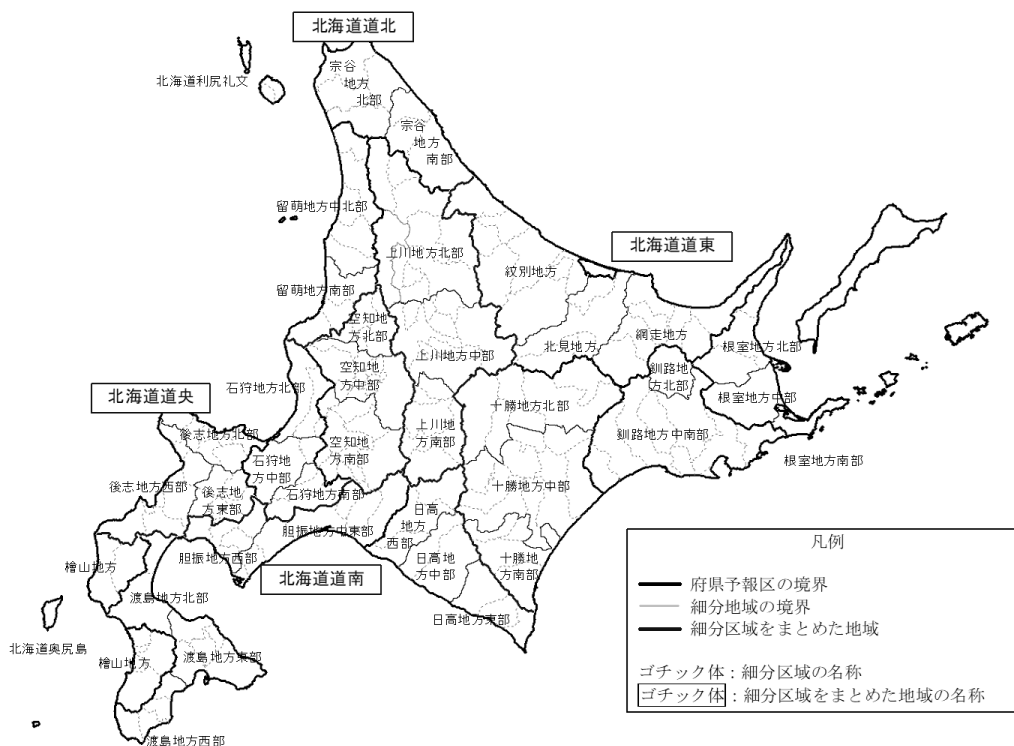 北海道道北
宗谷
地方
北部
北海道利尻礼文
宗谷
地方
南部
留萌地方中北部
北海道道東
上川地方北部
紋別地方
留萌地方南部
空知地
方北部
網走地方
北見地方
根室地方北部
上川地方中部
空知地
方中部
釧路地
方北部
石狩地方北部
北海道道央
根室地方中部
十勝地方北部
後志地方北部
上川地
方南部
空知地
方南部
釧路地方中南部
石狩地
方中部
根室地方南部
後志地方西部
後志地
方東部
石狩地方南部
十勝地方中部
日高
地方
西部
胆振地方中東部
胆振地方西部
日高地
方中部
十勝地
方南部
檜山地方
北海道道南
渡島地方北部
日高地方東部
北海道奥尻島
檜山地方
渡島地方東部
渡島地方西部
凡例
府県予報区の境界
細分地域の境界
細分区域をまとめた地域
ゴチック体：細分区域の名称
ゴチック体：細分区域をまとめた地域の名称